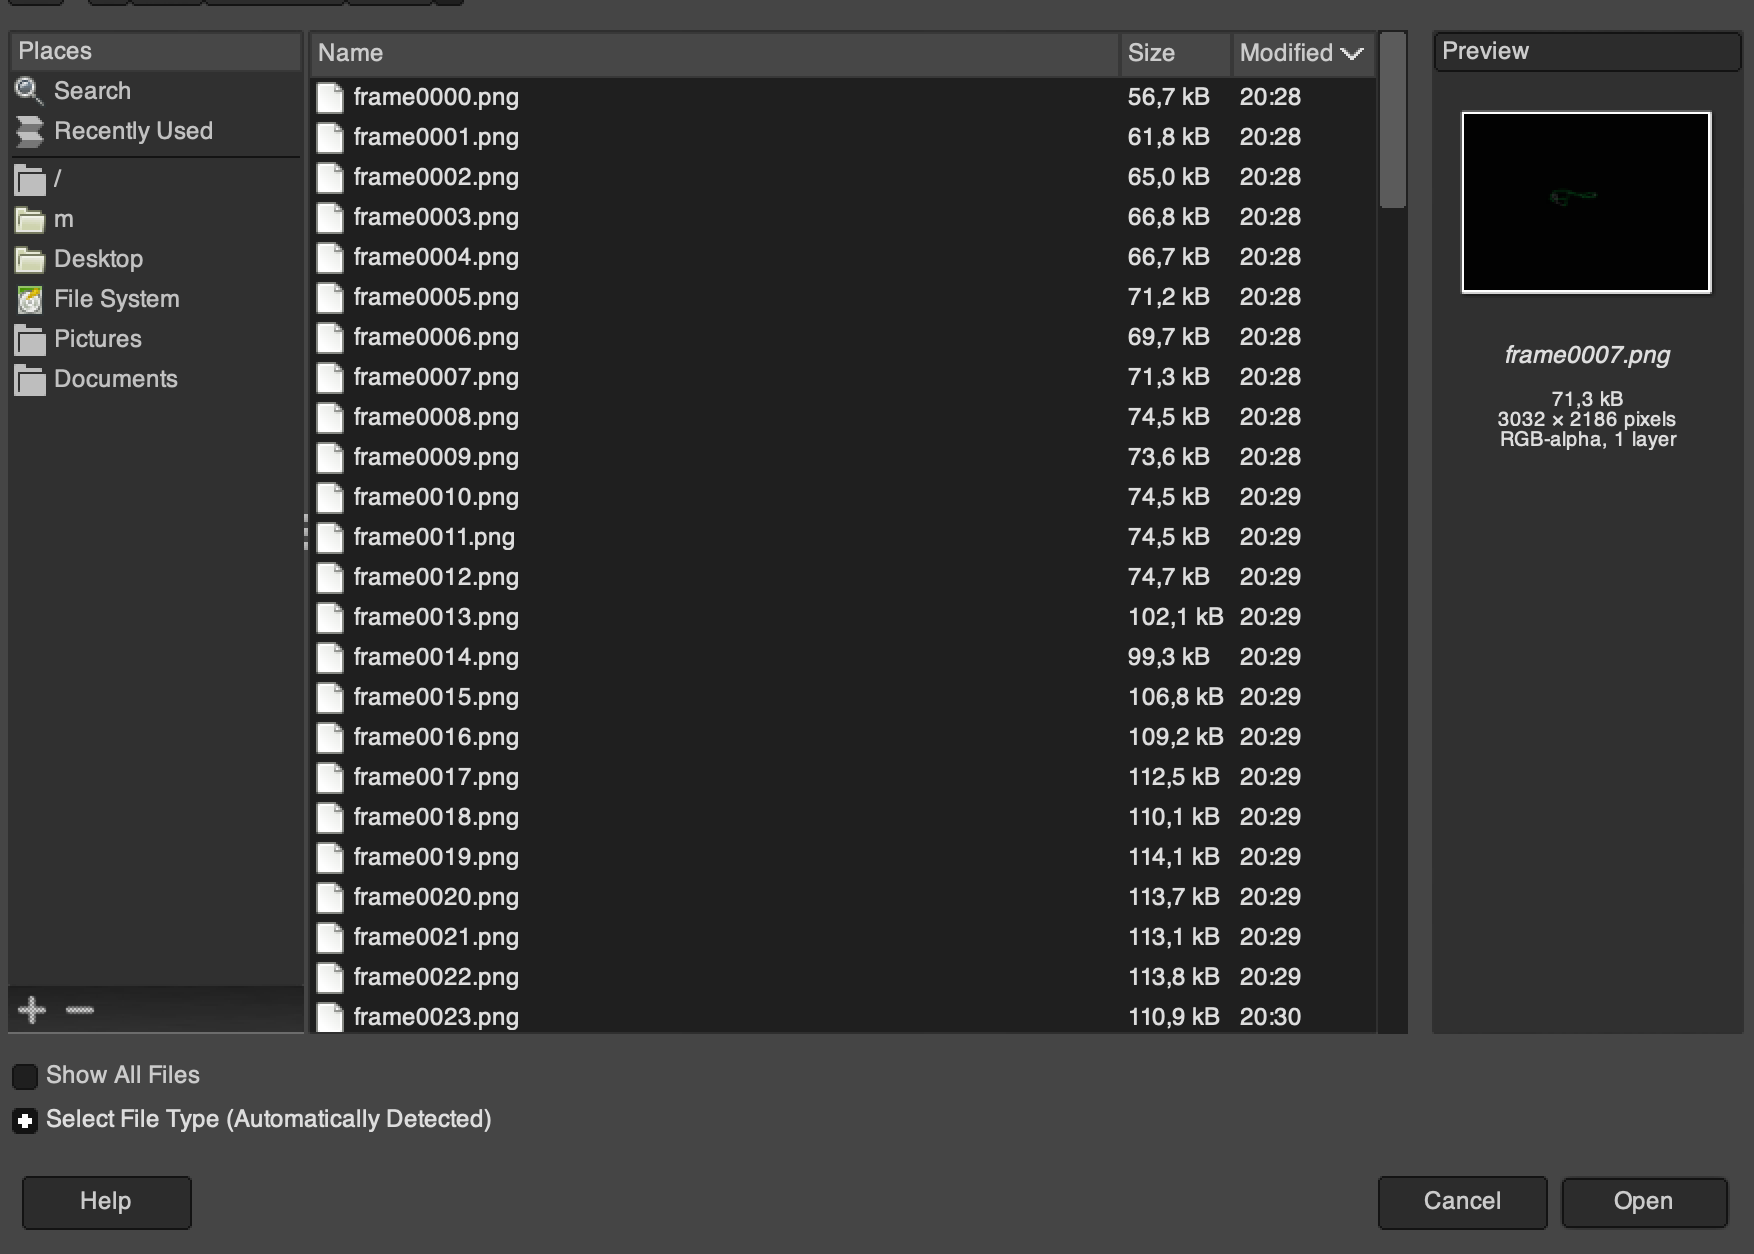 Places
Search
Recently Used
/
m
Desktop
File System
Pictures
Documents
Name Size Modified
frame0000.png 56,7 kB 20:28
frame0001.png 61,8 kB 20:28
frame0002.png 65,0 kB 20:28
frame0003.png 66,8 kB 20:28
frame0004.png 66,7 kB 20:28
frame0005.png 71,2 kB 20:28
frame0006.png 69,7 kB 20:28
frame0007.png 71,3 kB 20:28
frame0008.png 74,5 kB 20:28
frame0009.png 73,6 kB 20:28
frame0010.png 74,5 kB 20:29
frame0011.png 74,5 kB 20:29
frame0012.png 74,7 kB 20:29
frame0013.png 102,1 kB 20:29
frame0014.png 99,3 kB 20:29
frame0015.png 106,8 kB 20:29
frame0016.png 109,2 kB 20:29
frame0017.png 112,5 kB 20:29
frame0018.png 110,1 kB 20:29
frame0019.png 114,1 kB 20:29
frame0020.png 113,7 kB 20:29
frame0021.png 113,1 kB 20:29
frame0022.png 113,8 kB 20:29
frame0023.png 110,9 kB 20:30
Preview
frame0007.png
71,3 kB
3032 × 2186 pixels
RGB-alpha, 1 layer
Show All Files
Select File Type (Automatically Detected)
Help
Cancel
Open